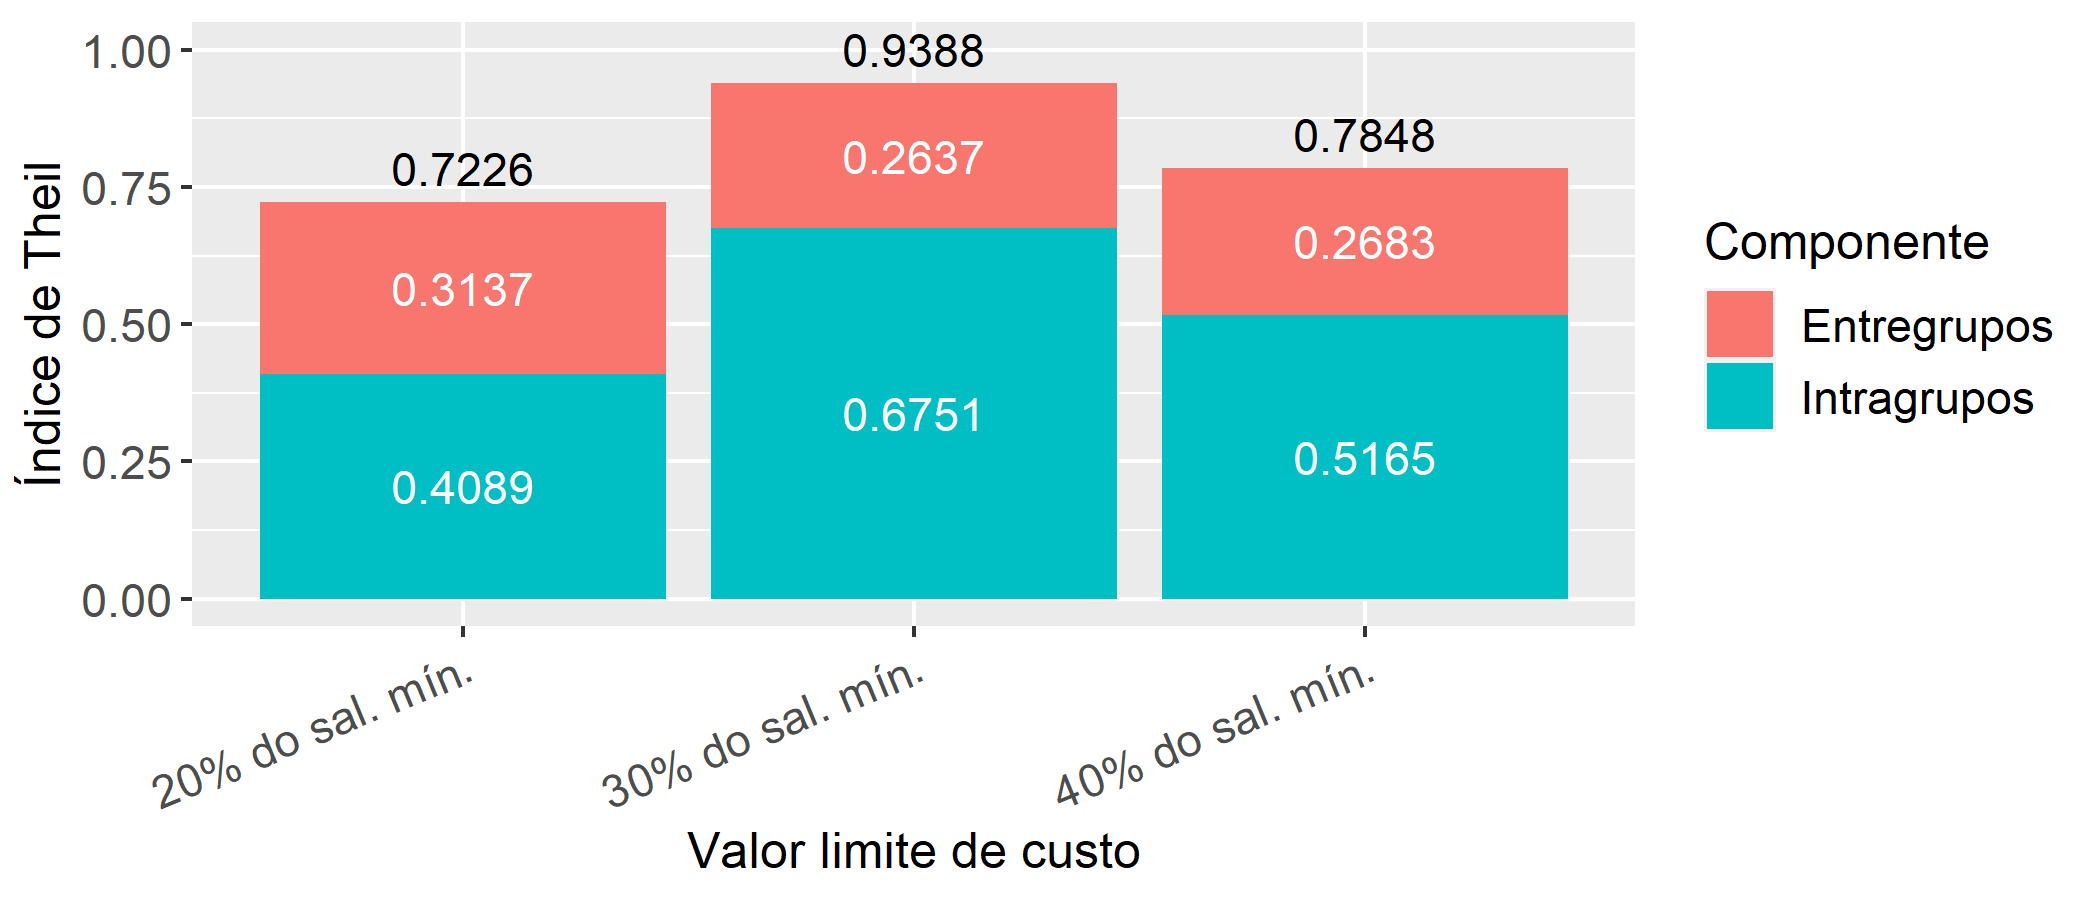 1.00
0.75
0.50
0.25
0.00
Índice de Theil
0.7226
0.3137
0.4089
0.9388
0.2637
0.6751
0.7848
0.2683
0.5165
20% do sal. mín.
30% do sal. mín.
40% do sal. mín.
Valor limite de custo
Componente
Entregrupos
Intragrupos